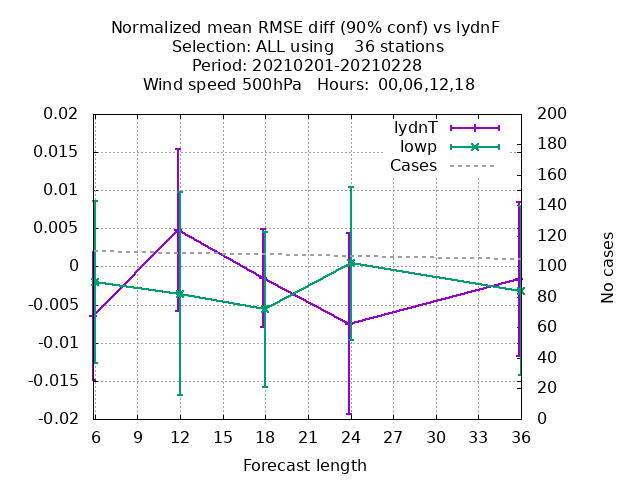 Normalized mean RMSE diff (90% conf) vs lydnF
Selection: ALL using    36 stations
Period: 20210201-20210228
Wind speed 500hPa   Hours:  00,06,12,18
lydnT
lowp
Cases
0.02
0.015
0.01
0.005
0
-0.005
-0.01
-0.015
-0.02
200
180
160
140
120
100
80
60
40
20
0
No cases
6 9 12 15 18 21 24 27 30 33 36
Forecast length